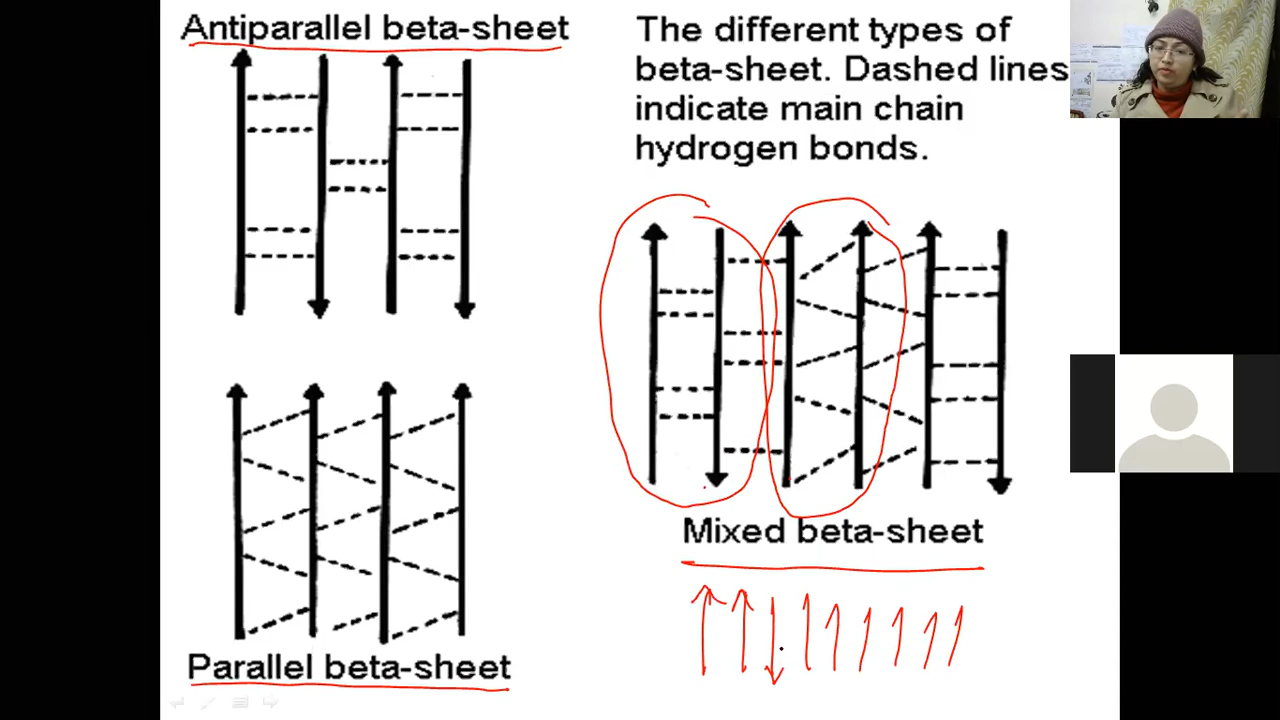 Antiparallel beta-sheet
The different types of
beta-sheet. Dashed lines
indicate main chain
hydrogen bonds.
Mixed beta-sheet
Parallel beta-sheet